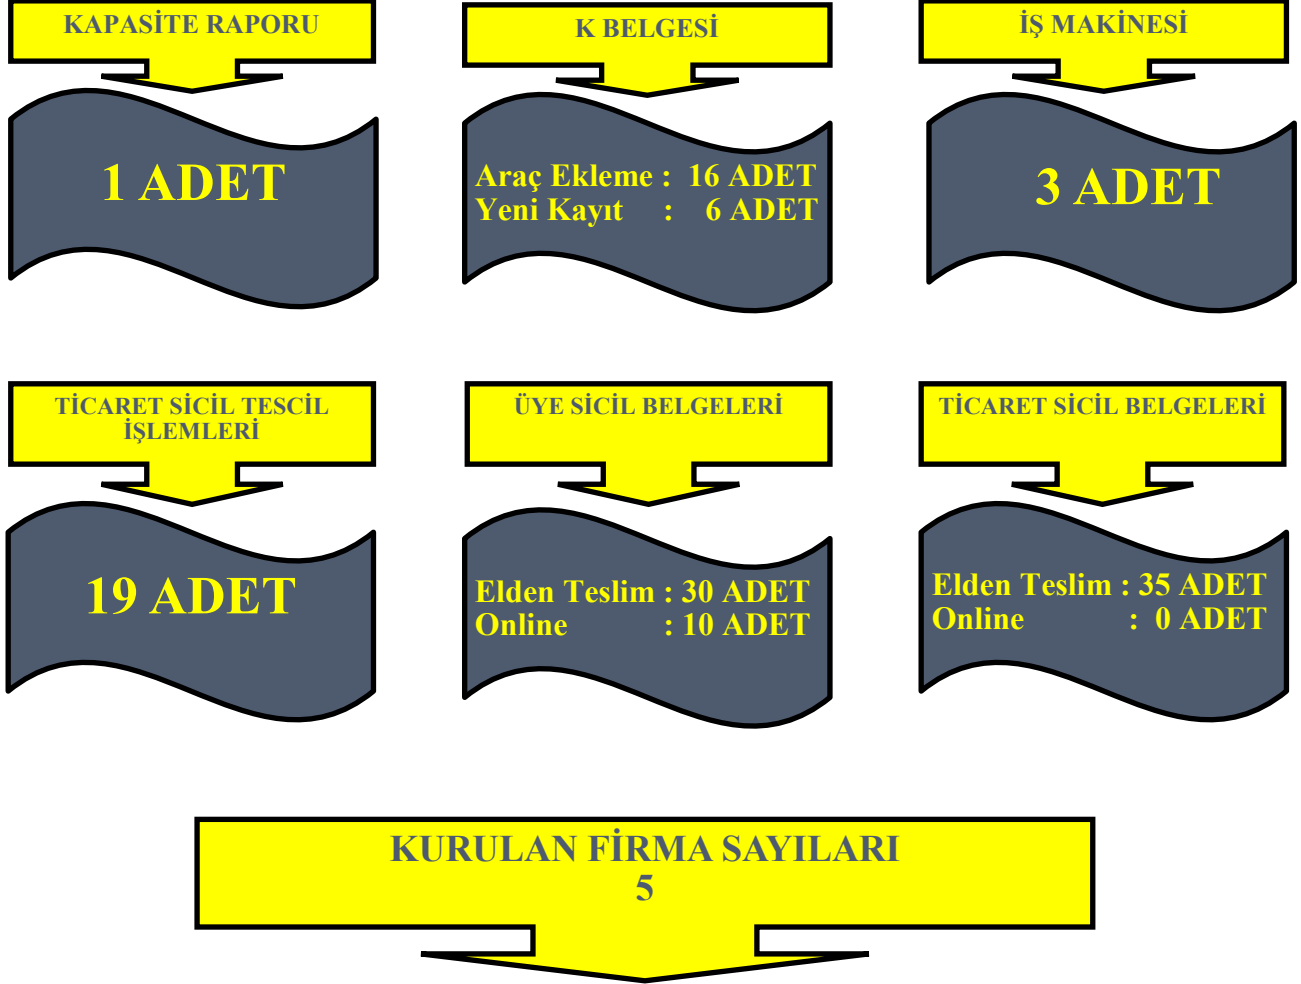 KAPASİTE RAPORU
1 ADET
K BELGESİ
Araç Ekleme : 16 ADET
Yeni Kayıt : 6 ADET
İŞ MAKİNESİ
3 ADET
TİCARET SİCİL TESCİL
İŞLEMLERİ
19 ADET
ÜYE SİCİL BELGELERİ
Elden Teslim : 30 ADET
Online : 10 ADET
TİCARET SİCİL BELGELERİ
Elden Teslim : 35 ADET
Online : 0 ADET
KURULAN FİRMA SAYILARI
5